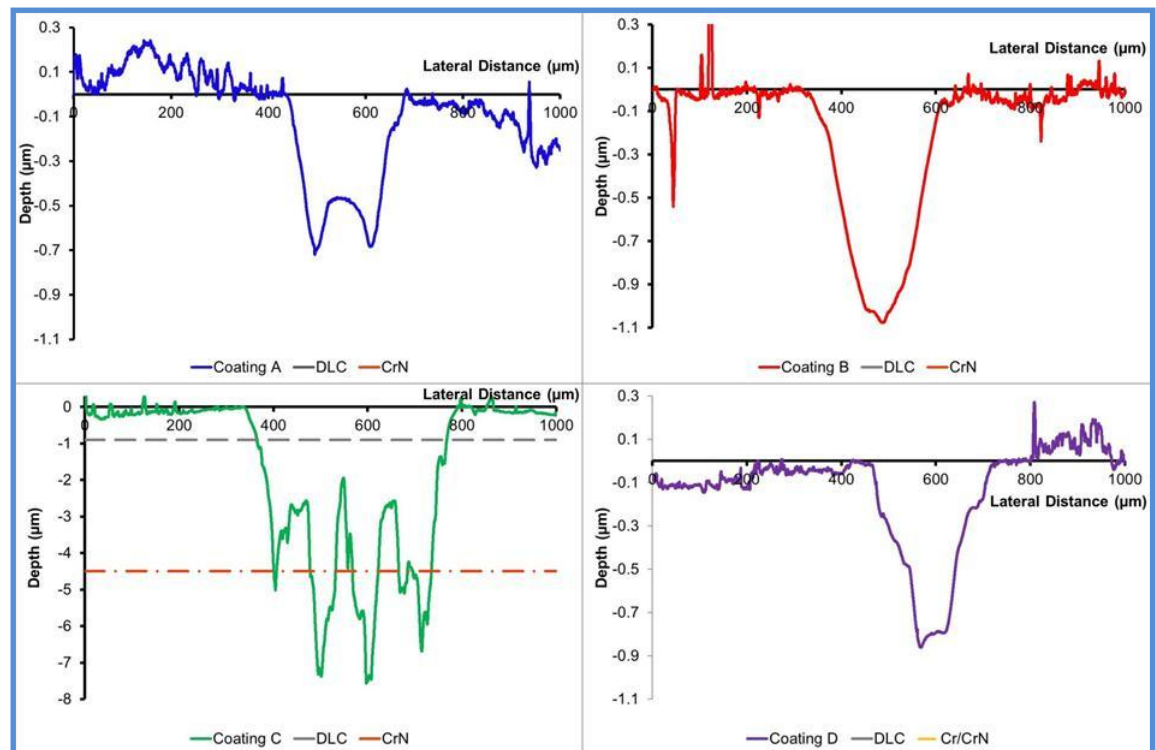 0.3
Lateral Distance (µm)
0.1
0 200 400 600 800 1000
-0.1
-0.3
-0.5
-0.7
-0.9
-1.1
Depth (µm)
Coating A DLC CrN
0.3
Lateral Distance (µm)
0.1
0 200 400 600 800 1000
-0.1
-0.3
-0.5
-0.7
-0.9
-1.1
Depth (µm)
Coating B DLC CrN
Lateral Distance (µm)
0
0 200 400 600 800 1000
-1
-2
-3
-4
-5
-6
-7
-8
Depth (µm)
Coating C DLC CrN
0.3
0.1
0 200 400 600 800 1000
-0.1
Lateral Distance (µm)
-0.3
-0.5
-0.7
-0.9
-1.1
Depth (µm)
Coating D DLC Cr/CrN